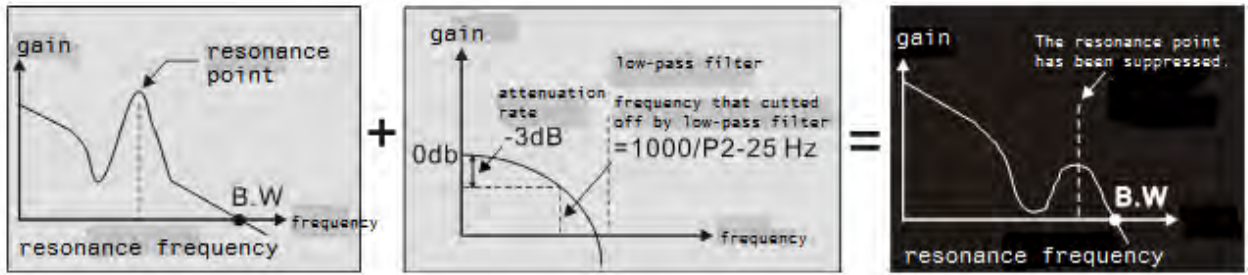 gain
resonance
point
B.W
frequency
resonance frequency
+
gain
low-pass filter
attenuation
rate
-3dB
frequency that cutted
off by low-pass filter
=1000/P2-25 Hz
0db
frequency
=
gain
The resonance point
has been suppressed.
B.W
resonance frequency